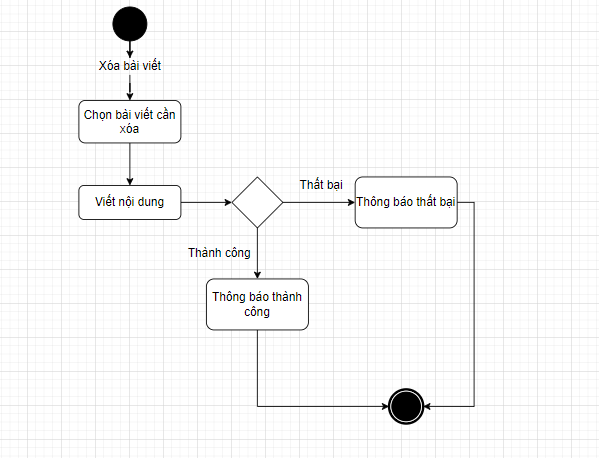 Xóa bài viết
Chọn bài viết cần
xóa
Viết nội dung
Thất bại
Thông báo thất bại
Thành công
Thông báo thành
công